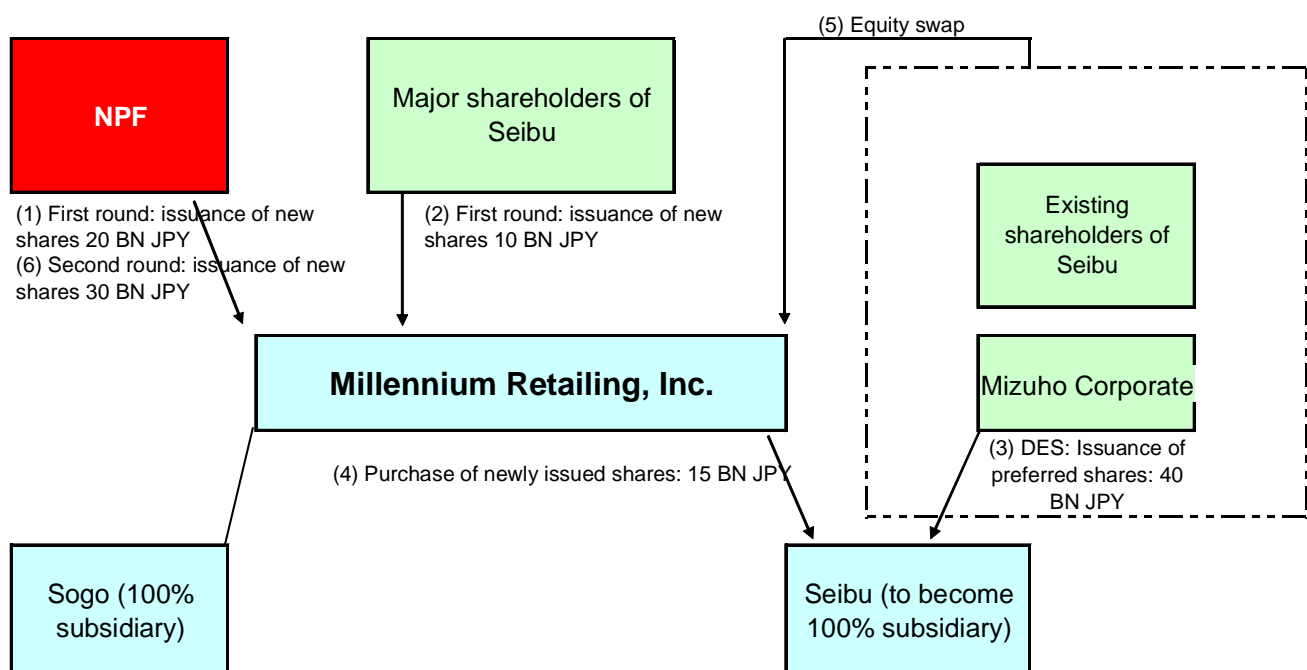 (5) Equity swap
NPF
Major shareholders of
Seibu
(1) First round: issuance of new
shares 20 BN JPY
(6) Second round: issuance of new
shares 30 BN JPY
(2) First round: issuance of new
shares 10 BN JPY
Existing
shareholders of
Seibu
Millennium Retailing, Inc.
Mizuho Corporate
(4) Purchase of newly issued shares: 15 BN JPY
(3) DES: Issuance of
preferred shares: 40
BN JPY
Sogo (100%
subsidiary)
Seibu (to become
100% subsidiary)